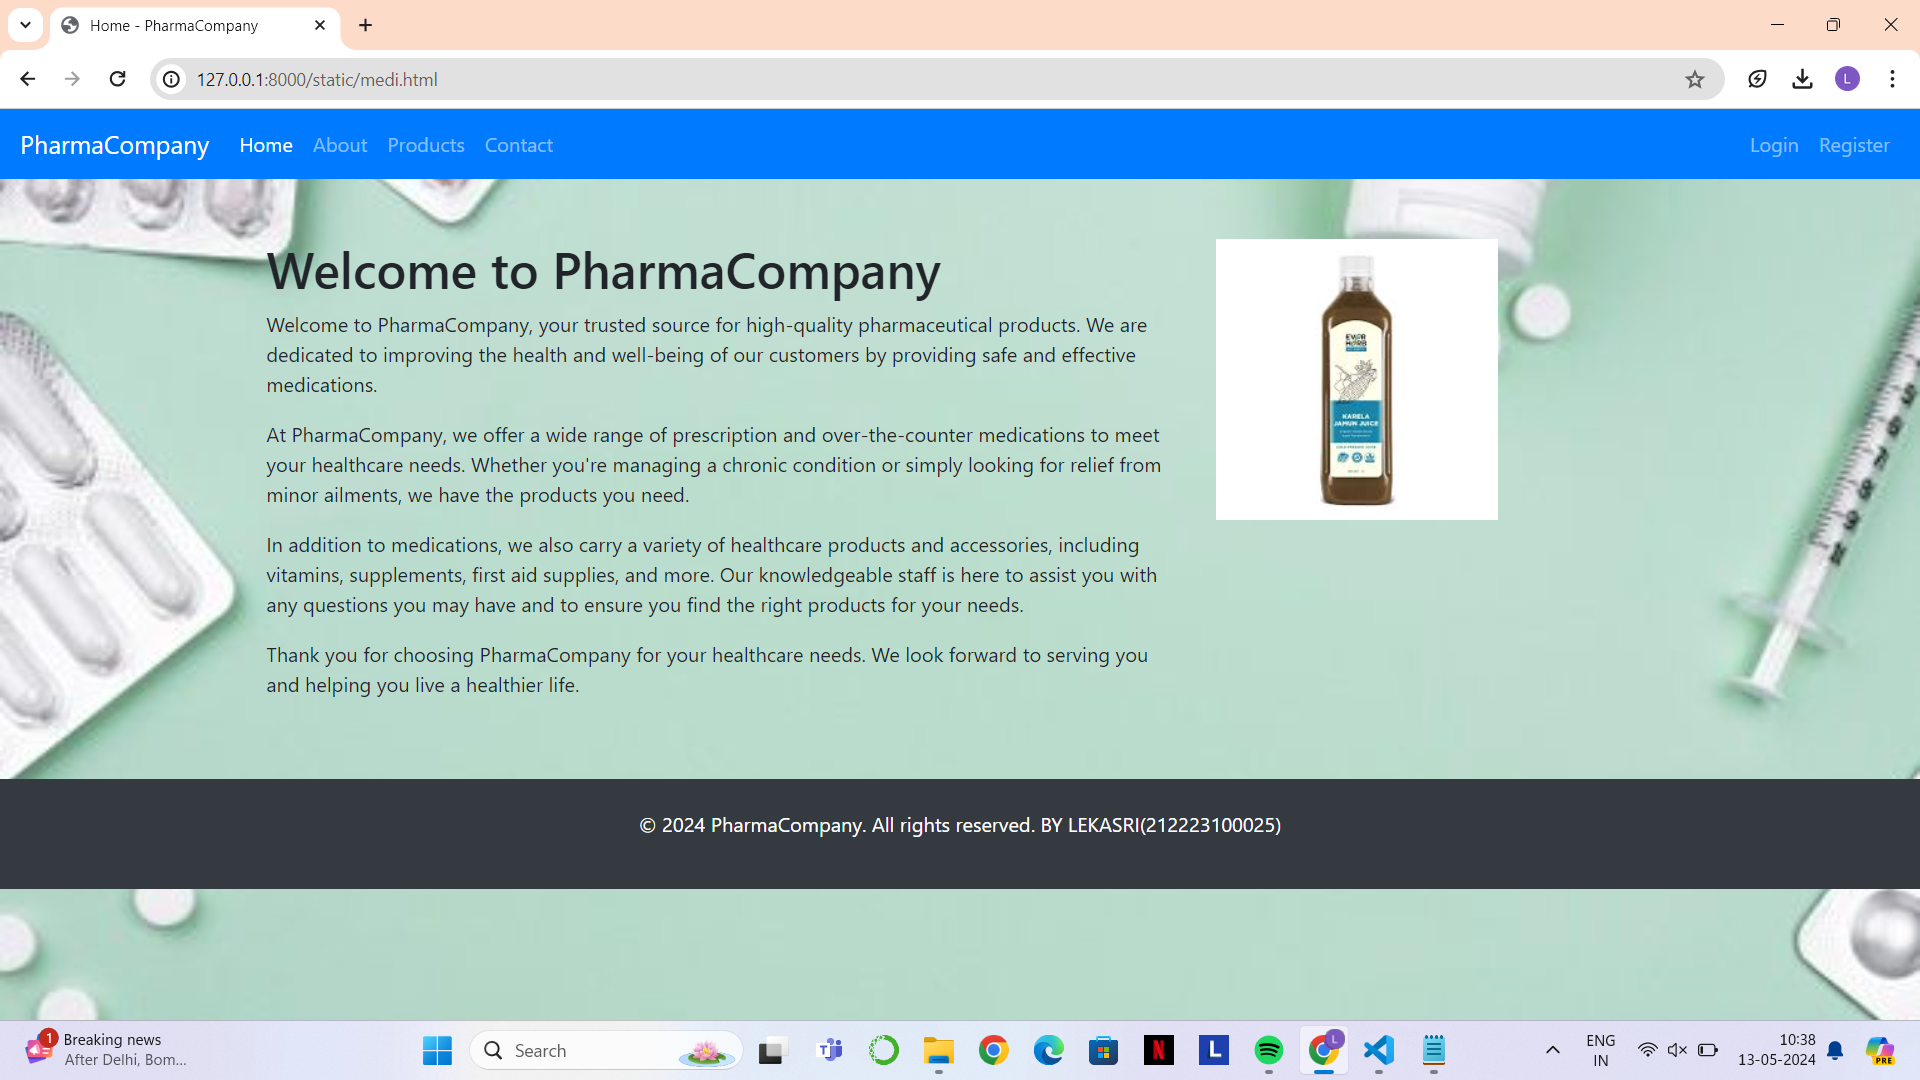 Home - PharmaCompany
127.0.0.1:8000/static/medi.html
L
PharmaCompany Home About Products Contact Login Register
Welcome to PharmaCompany
Welcome to PharmaCompany, your trusted source for high-quality pharmaceutical products. We are
dedicated to improving the health and well-being of our customers by providing safe and effective
medications.
At PharmaCompany, we offer a wide range of prescription and over-the-counter medications to meet
your healthcare needs. Whether you're managing a chronic condition or simply looking for relief from
minor ailments, we have the products you need.
In addition to medications, we also carry a variety of healthcare products and accessories, including
vitamins, supplements, first aid supplies, and more. Our knowledgeable staff is here to assist you with
any questions you may have and to ensure you find the right products for your needs.
Thank you for choosing PharmaCompany for your healthcare needs. We look forward to serving you
and helping you live a healthier life.
KARELA
JAMUN JUICE
© 2024 PharmaCompany. All rights reserved. BY LEKASRI(212223100025)
1
Breaking news
After Delhi, Bom...
Search
N
L
L
ENG
IN
10:38
13-05-2024
PRE